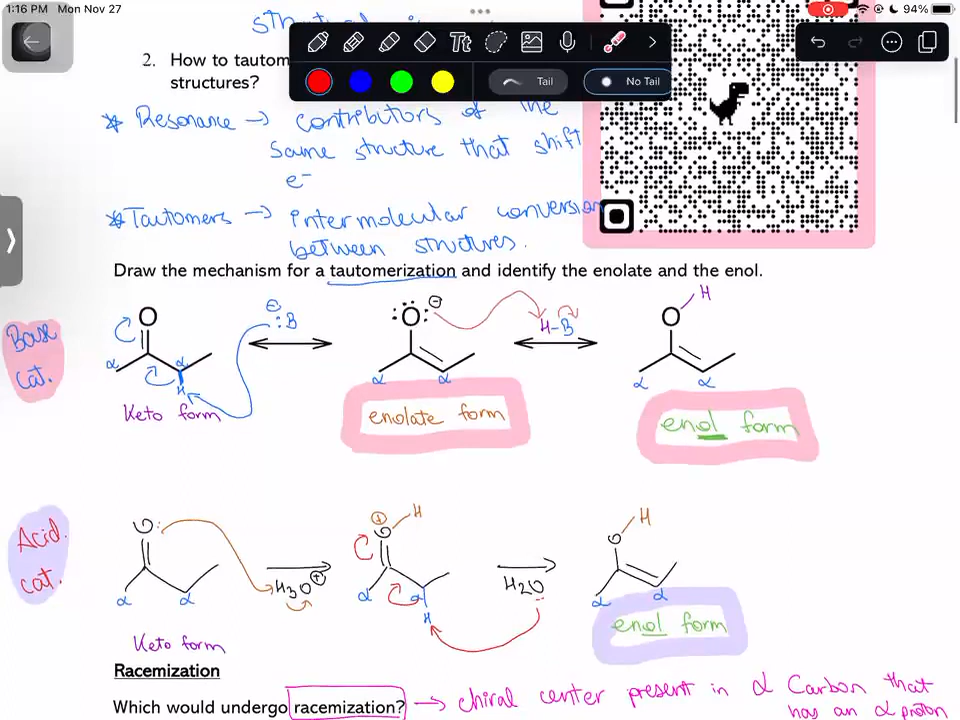 1:16 PM Mon Nov 27
94%
Tt
Tail
No Tail
2. How to tautom
structures?
* Resonance → contributors of the
same structure that shift
e⁻
* Tautomers → intermolecular conversion
between structures.
Draw the mechanism for a tautomerization and identify the enolate and the enol.
Base
cat.
O
α
α
H
Keto form
⊖
:B
:O: ⊖
α
α
enolate form
H-B
O H
α
α
enol form
Acid
cat.
O:
α
α
Keto form
H3O⊕
⊕
O H
α
α
H
H2O
O H
α
α
enol form
Racemization
Which would undergo racemization? → chiral center present in α Carbon that
has an α proton